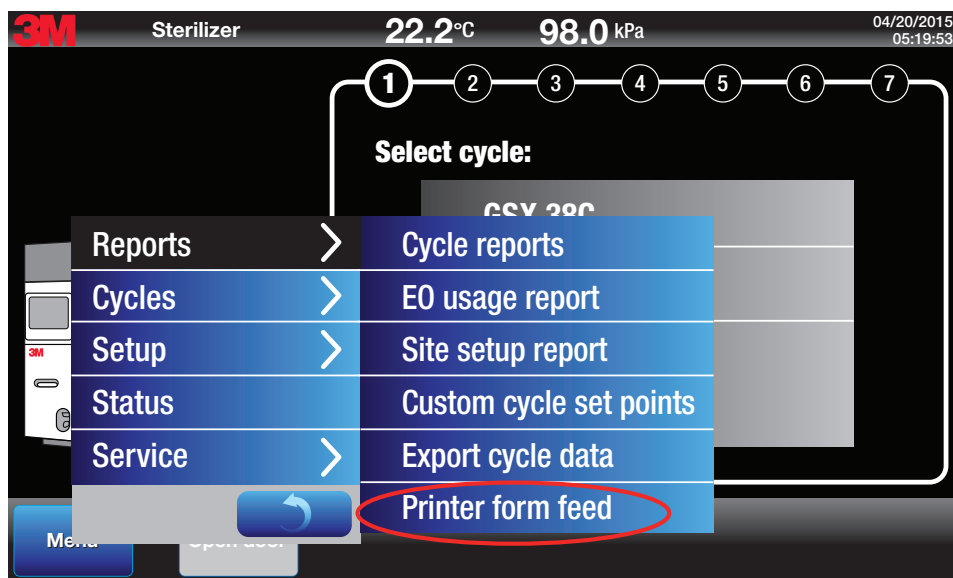 3M Sterilizer 22.2°C 98.0 kPa 04/20/2015
05:19:53
1 2 3 4 5 6 7
Select cycle:
Reports Cycle reports
Cycles EO usage report
Setup Site setup report
3M
Status Custom cycle set points
Service Export cycle data
Printer form feed